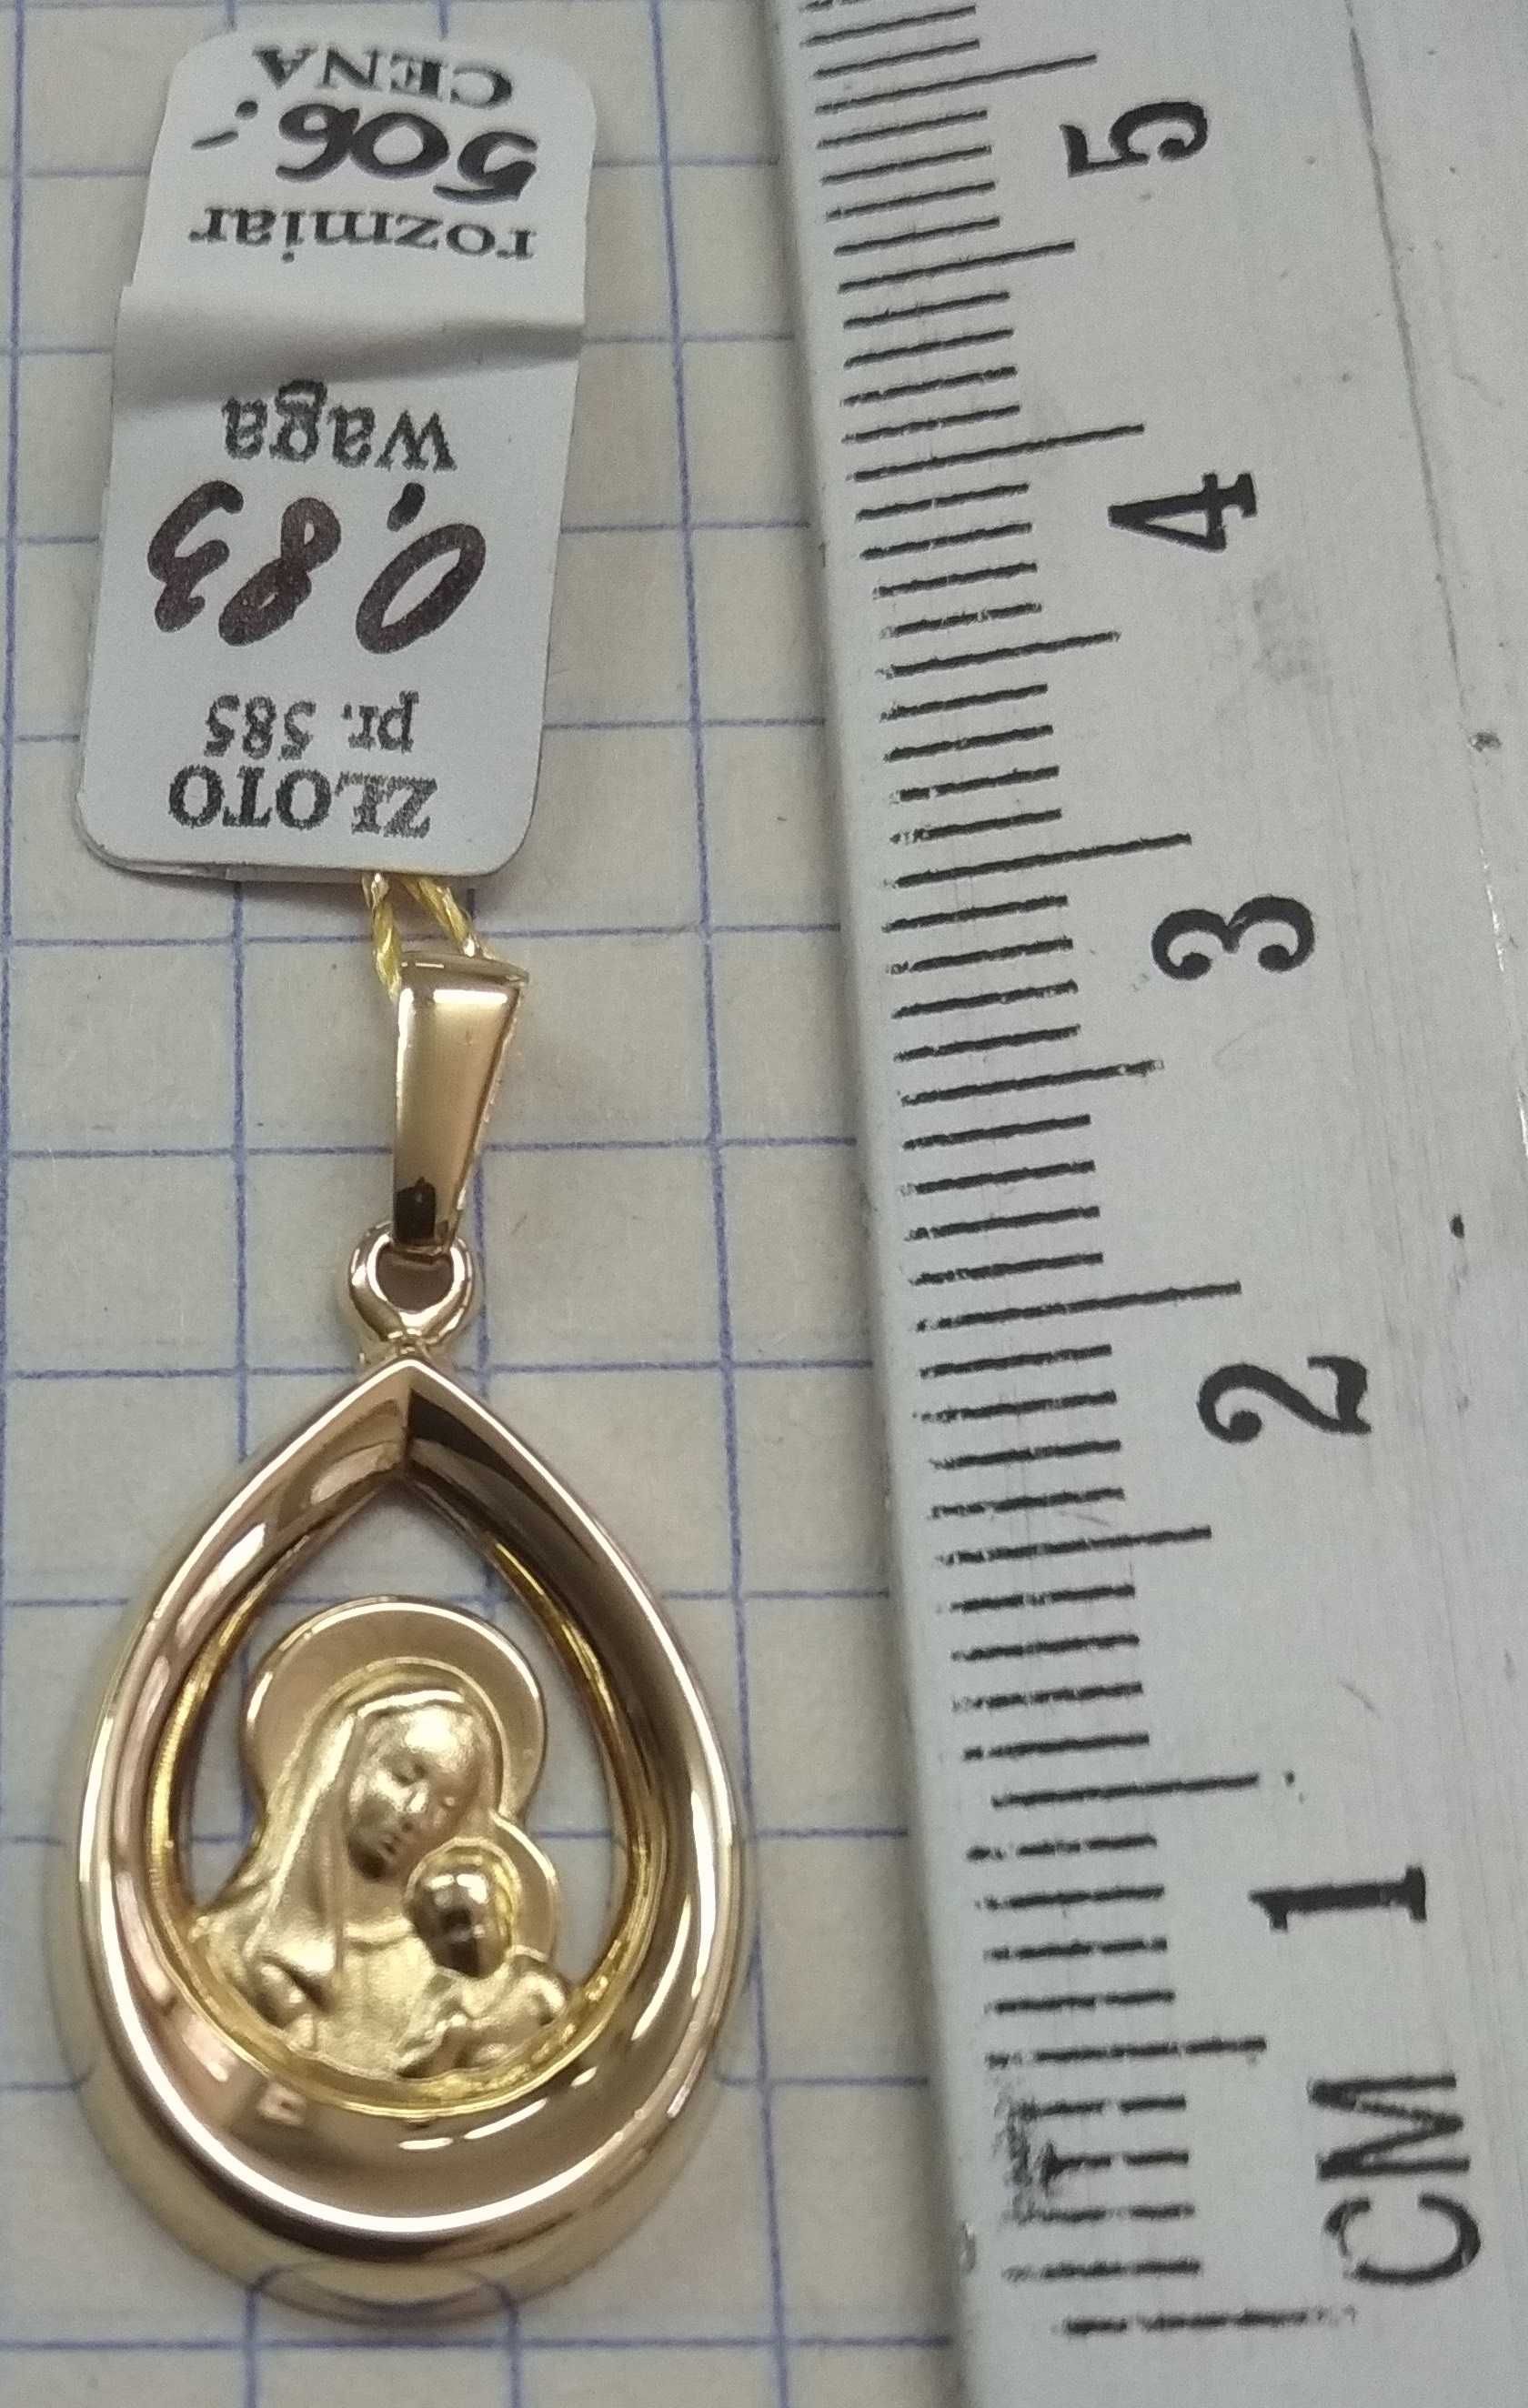 ZŁOTO
pr. 585
0,83
waga
rozmiar
506.-
CENA
CM
1
2
3
4
5